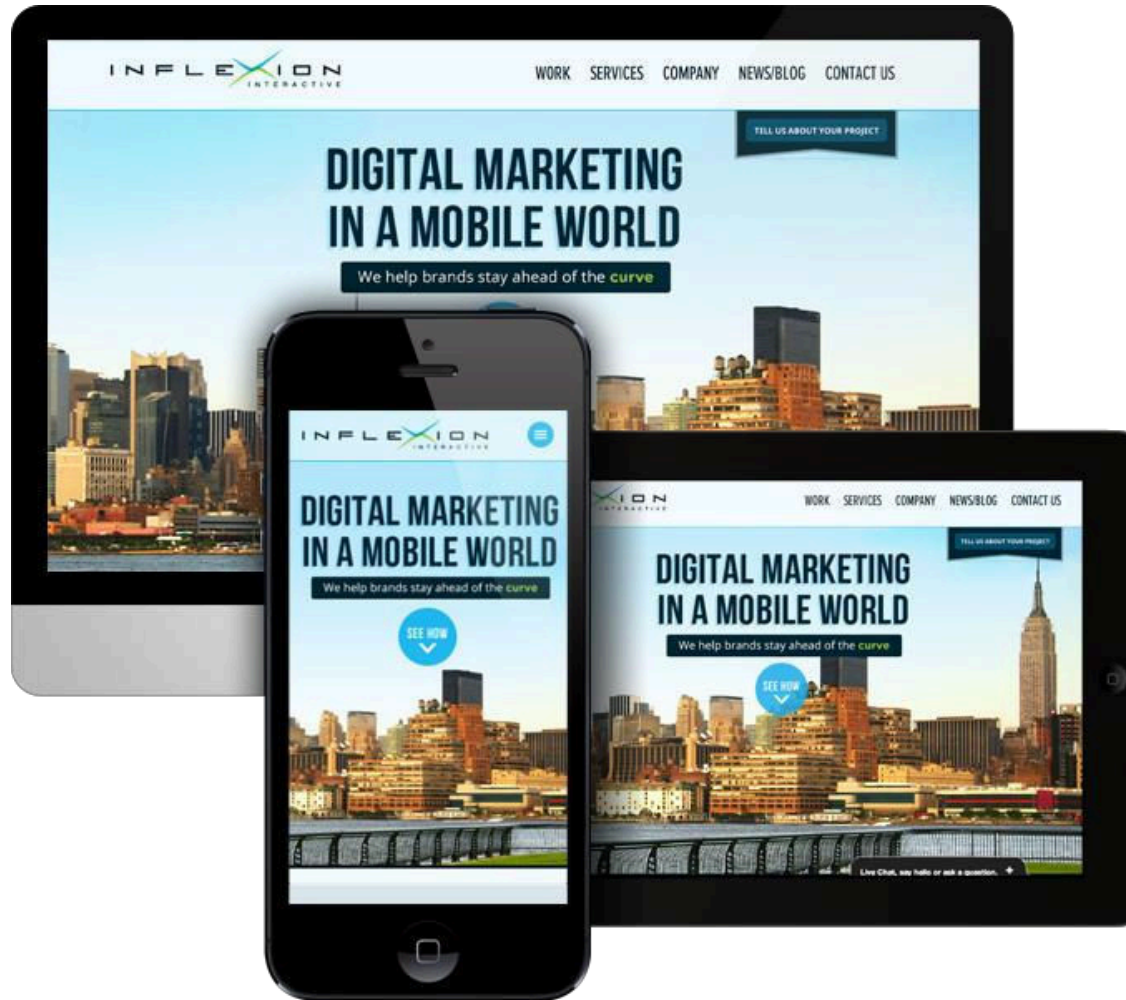 INFLEXION
INTERACTIVE
WORK SERVICES COMPANY NEWS/BLOG CONTACT US
TELL US ABOUT YOUR PROJECT
DIGITAL MARKETING
IN A MOBILE WORLD
We help brands stay ahead of the curve
INFLEXION
INTERACTIVE
DIGITAL MARKETING
IN A MOBILE WORLD
We help brands stay ahead of the curve
SEE HOW
XION
INTERACTIVE
WORK SERVICES COMPANY NEWS/BLOG CONTACT US
TELL US ABOUT YOUR PROJECT
DIGITAL MARKETING
IN A MOBILE WORLD
We help brands stay ahead of the curve
SEE HOW
Live Chat, say hello or ask a question. +